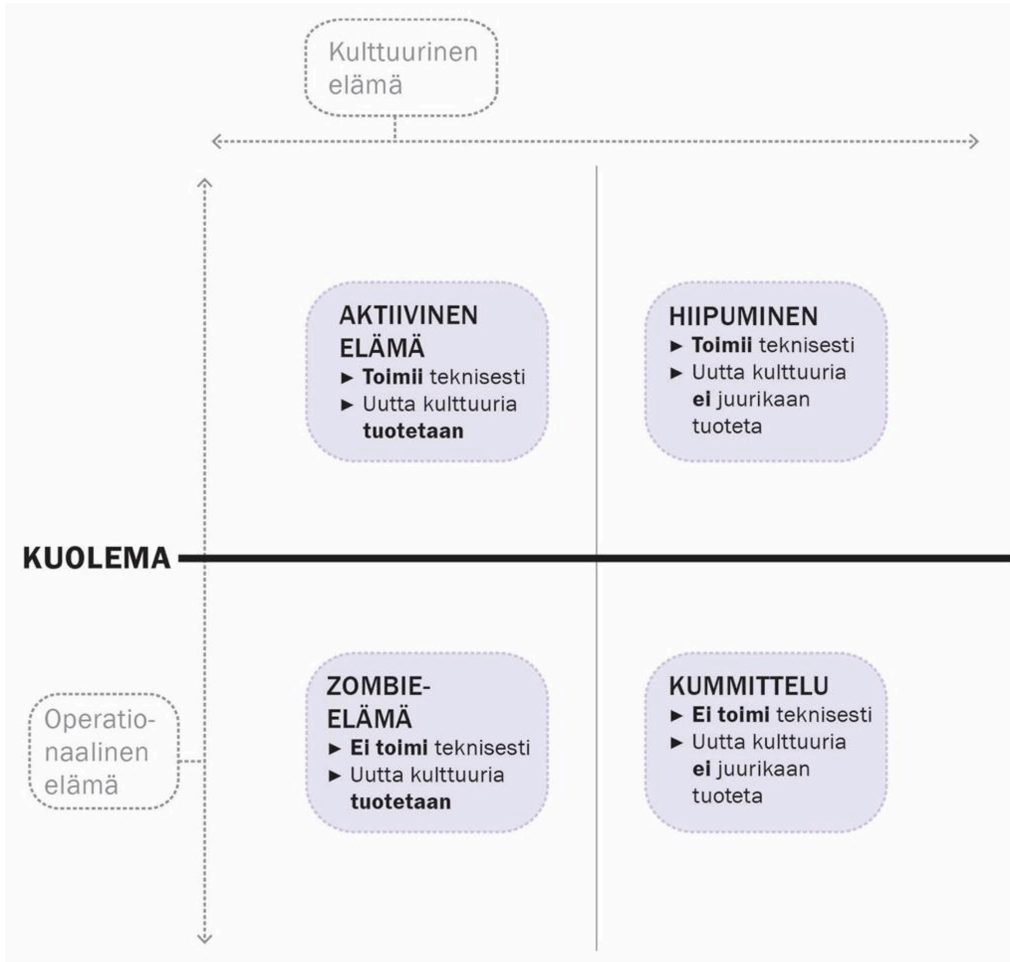 Kulttuurinen
elämä
AKTIIVINEN
ELÄMÄ
► Toimii teknisesti
► Uutta kulttuuria
tuotetaan
HIIPUMINEN
► Toimii teknisesti
► Uutta kulttuuria
ei juurikaan
tuoteta
KUOLEMA
Operatio-
naalinen
elämä
ZOMBIE-
ELÄMÄ
► Ei toimi teknisesti
► Uutta kulttuuria
tuotetaan
KUMMITTELU
► Ei toimi teknisesti
► Uutta kulttuuria
ei juurikaan
tuoteta